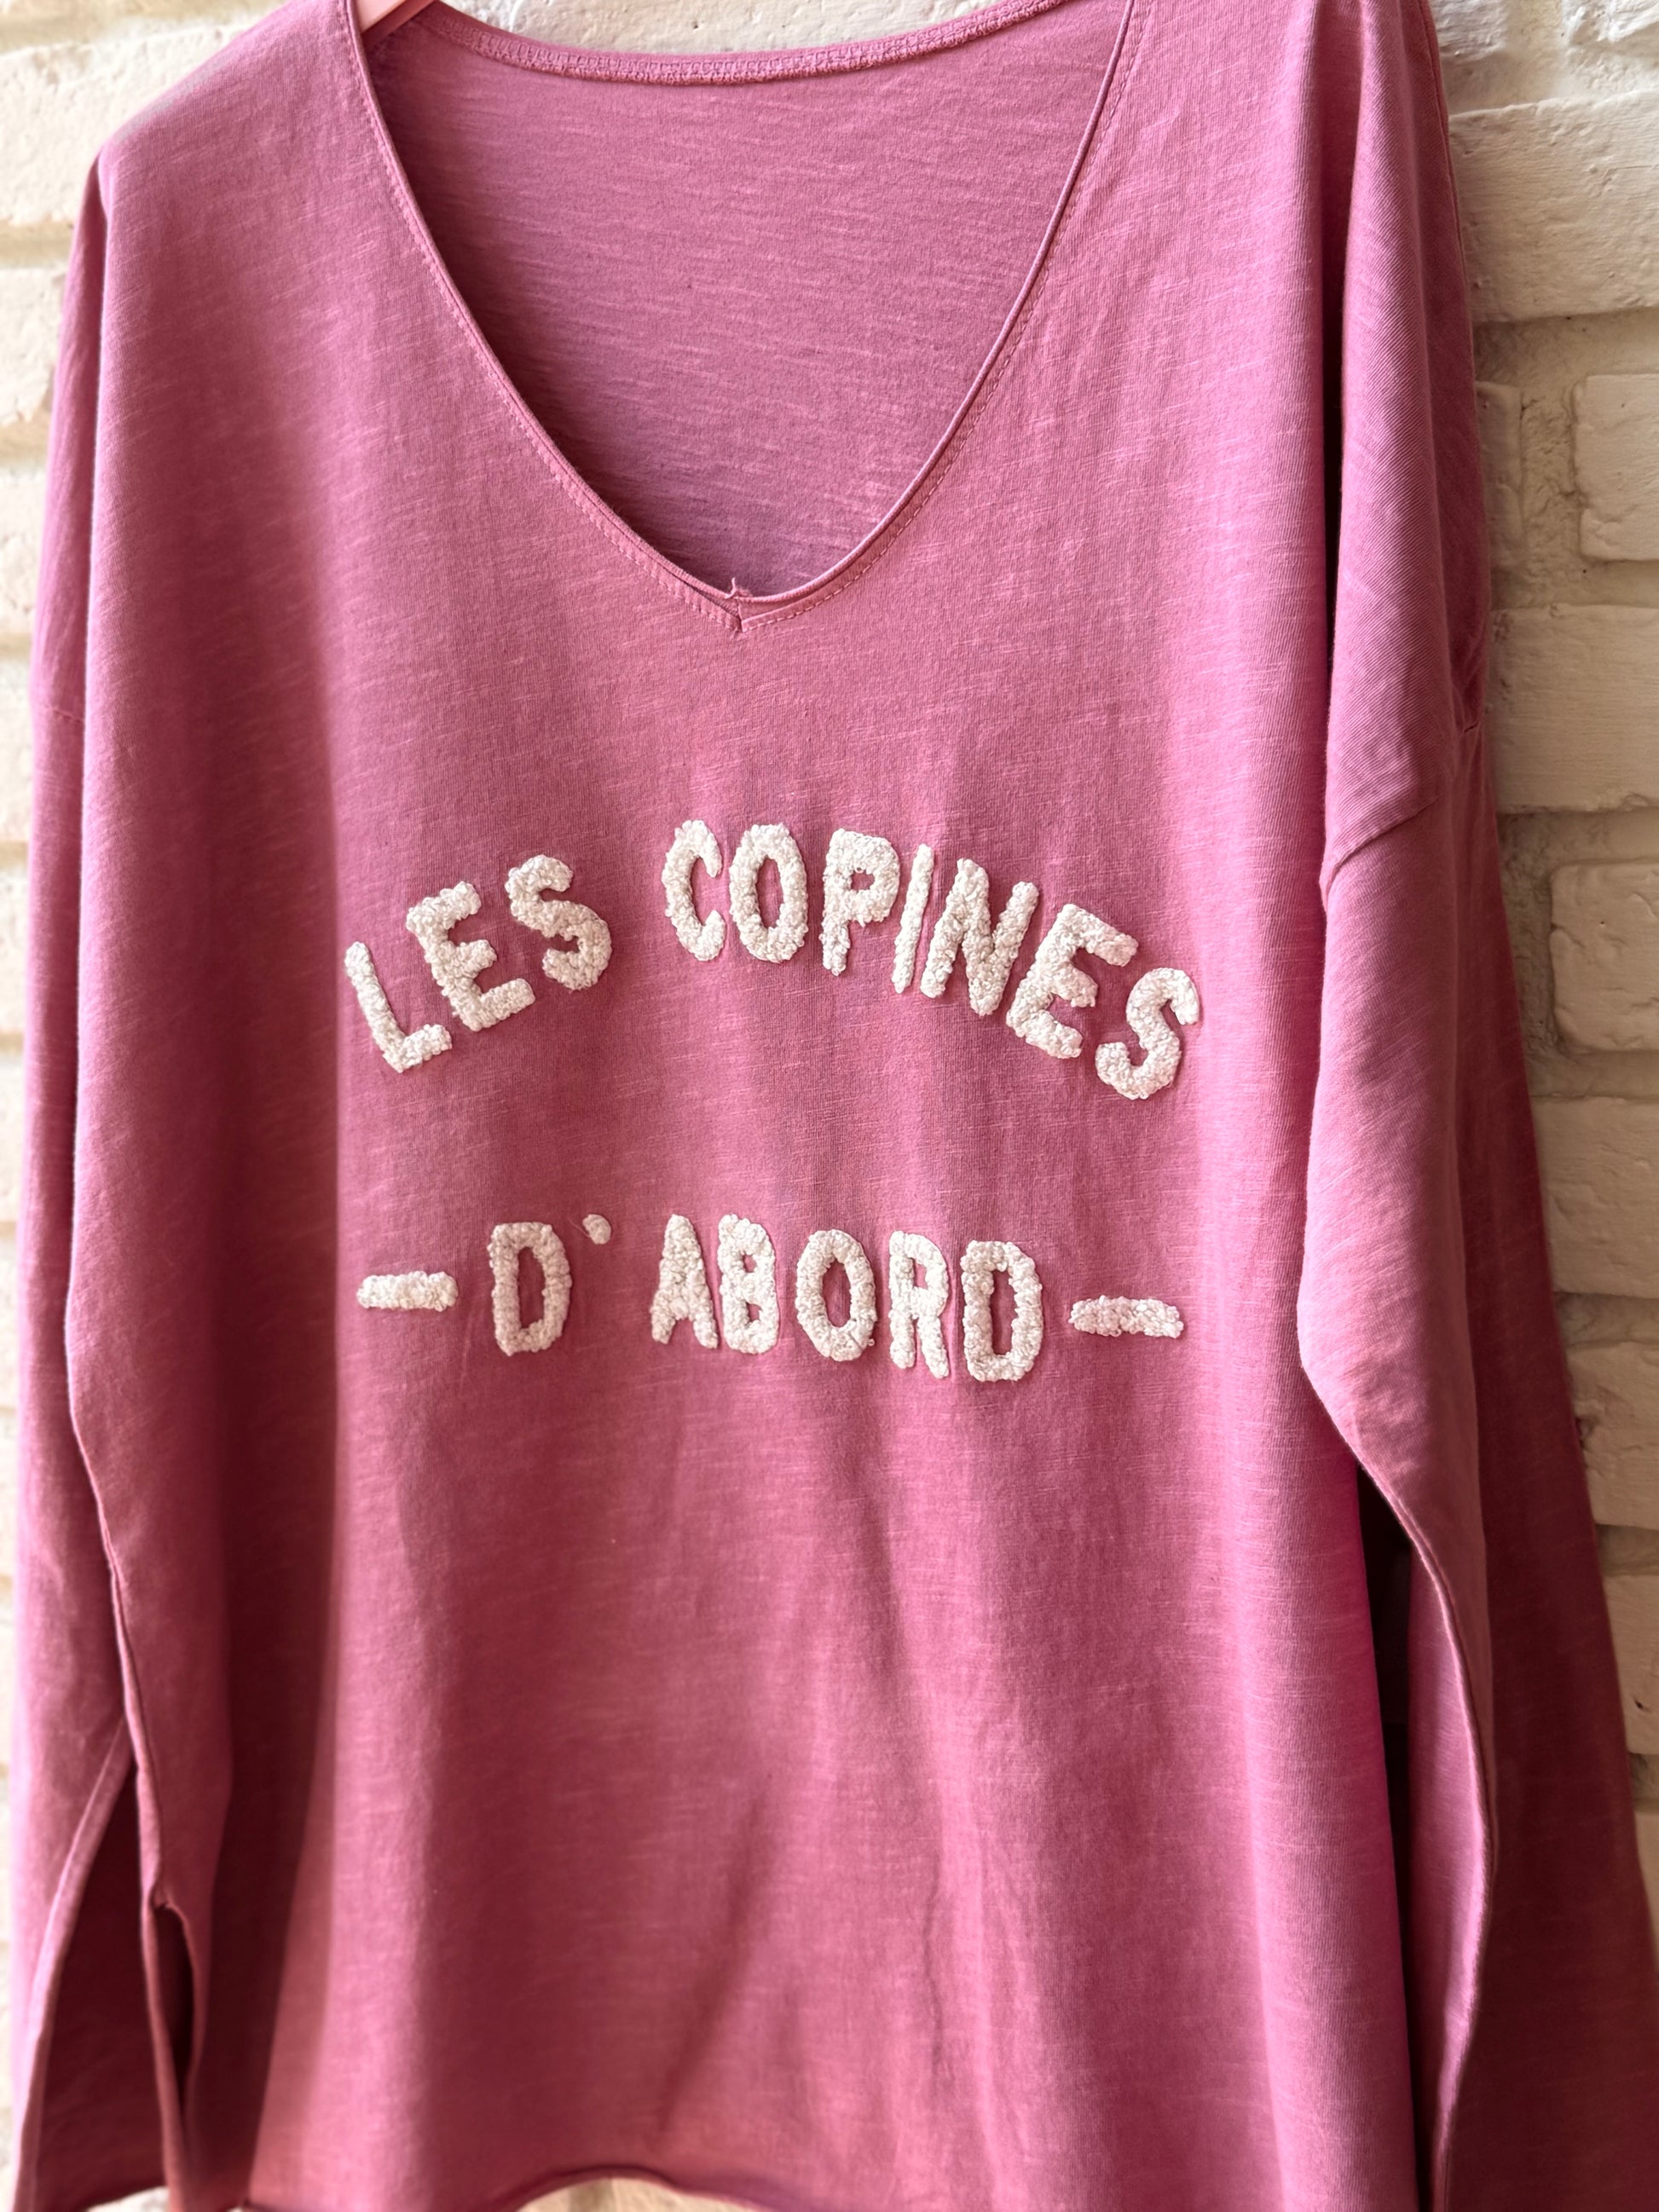 LES COPINES
- D'ABORD -